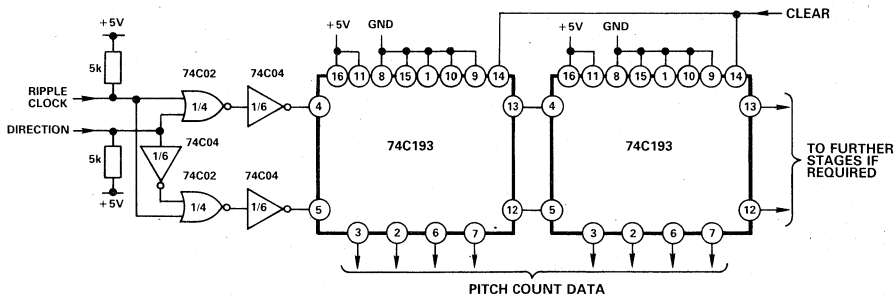 +5V
5k
RIPPLE
CLOCK
DIRECTION
5k
+5V
74C02
1/4
74C04
1/6
74C04
1/6
74C02
1/4
74C04
1/6
+5V
GND
16 11 8 15 1 10 9 14
4
13
74C193
5
12
3 2 6 7
+5V
GND
16 11 8 15 1 10 9 14
4
13
74C193
5
12
3 2 6 7
CLEAR
TO FURTHER
STAGES IF
REQUIRED
PITCH COUNT DATA